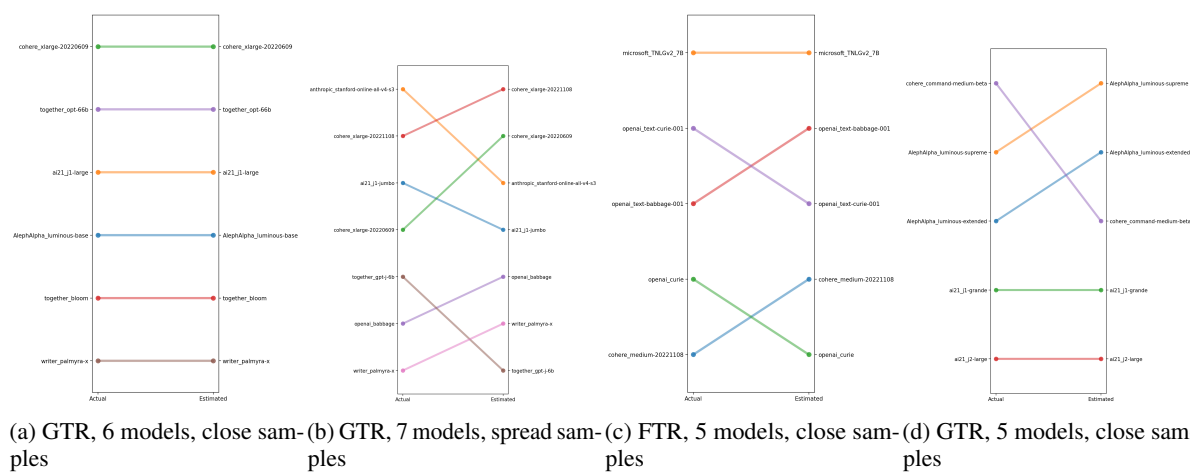 cohere_xlarge-20220609
cohere_xlarge-20220609
together_opt-66b
together_opt-66b
ai21_j1-large
ai21_j1-large
AlephAlpha_luminous-base
AlephAlpha_luminous-base
together_bloom
together_bloom
writer_palmyra-x
writer_palmyra-x
Actual
Estimated
(a) GTR, 6 models, close sam-
ples
anthropic_stanford-online-all-v4-s3
cohere_xlarge-20221108
cohere_xlarge-20221108
cohere_xlarge-20220609
ai21_j1-jumbo
anthropic_stanford-online-all-v4-s3
cohere_xlarge-20220609
ai21_j1-jumbo
together_gpt-j-6b
openai_babbage
openai_babbage
writer_palmyra-x
writer_palmyra-x
together_gpt-j-6b
Actual
Estimated
(b) GTR, 7 models, spread sam-
ples
microsoft_TNLGv2_7B
microsoft_TNLGv2_7B
openai_text-curie-001
openai_text-babbage-001
openai_text-babbage-001
openai_text-curie-001
openai_curie
cohere_medium-20221108
cohere_medium-20221108
openai_curie
Actual
Estimated
(c) FTR, 5 models, close sam-
ples
cohere_command-medium-beta
AlephAlpha_luminous-supreme
AlephAlpha_luminous-supreme
AlephAlpha_luminous-extended
AlephAlpha_luminous-extended
cohere_command-medium-beta
ai21_j1-grande
ai21_j1-grande
ai21_j2-large
ai21_j2-large
Actual
Estimated
(d) GTR, 5 models, close sam
ples